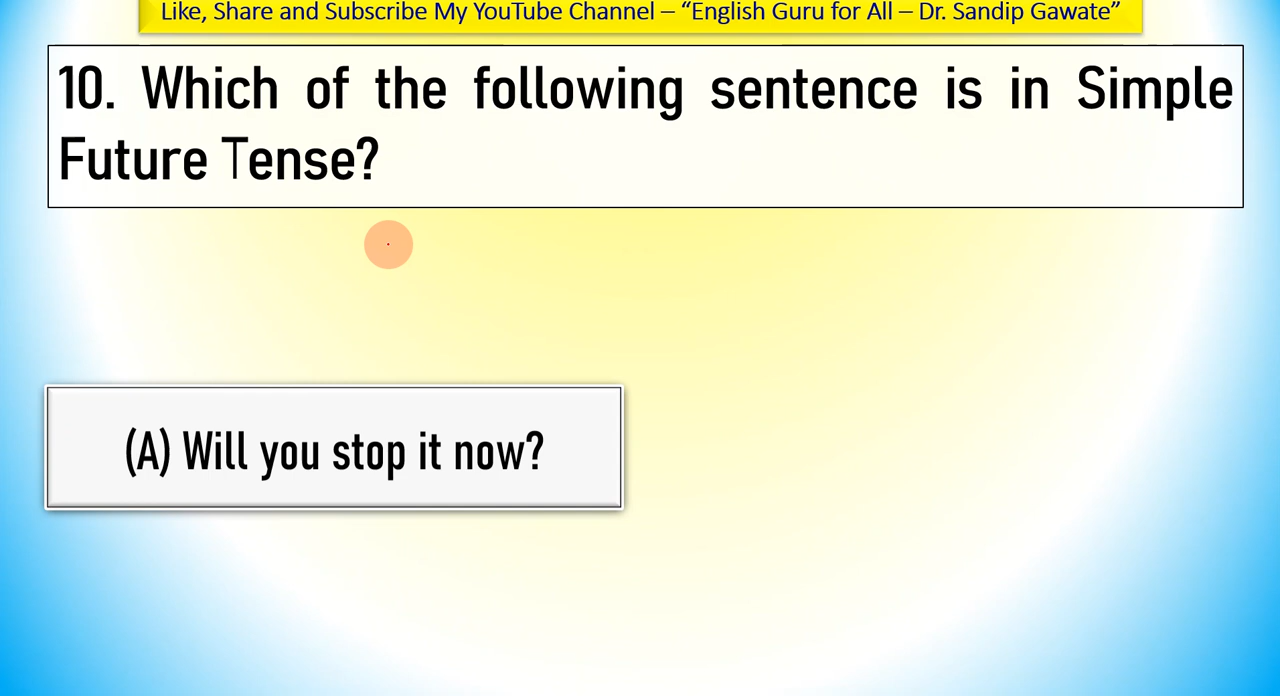 Like, Share and Subscribe My YouTube Channel – “English Guru for All – Dr. Sandip Gawate”
10. Which of the following sentence is in Simple
Future Tense?
(A) Will you stop it now?